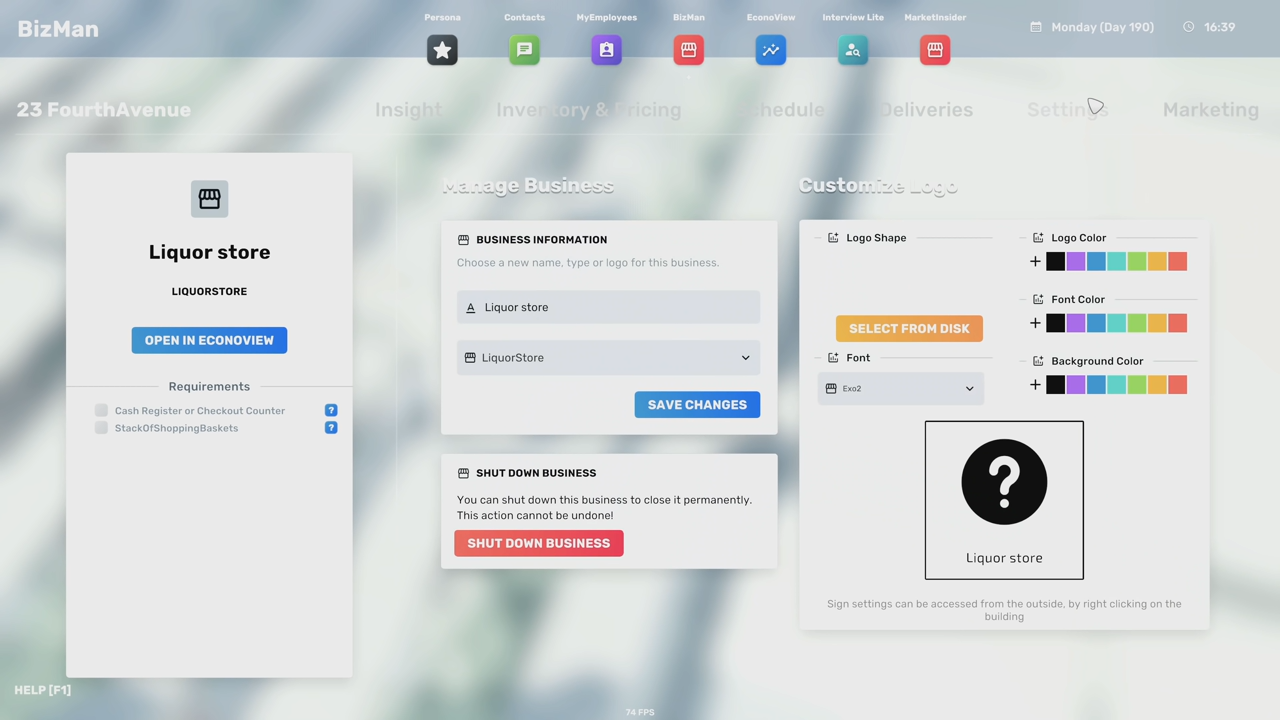 BizMan
Persona
Contacts
MyEmployees
BizMan
EconoView
Interview Lite
MarketInsider
Monday (Day 190)
16:39
23 FourthAvenue
Insight
Inventory & Pricing
Schedule
Deliveries
Settings
Marketing
Liquor store
LIQUORSTORE
OPEN IN ECONOVIEW
Requirements
Cash Register or Checkout Counter
?
StackOfShoppingBaskets
?
Manage Business
BUSINESS INFORMATION
Choose a new name, type or logo for this business.
Liquor store
LiquorStore
SAVE CHANGES
SHUT DOWN BUSINESS
You can shut down this business to close it permanently.
This action cannot be undone!
SHUT DOWN BUSINESS
Customize Logo
Logo Shape
SELECT FROM DISK
Font
Exo2
Logo Color
+
Font Color
+
Background Color
+
?
Liquor store
Sign settings can be accessed from the outside, by right clicking on the
building
HELP [F1]
74 FPS